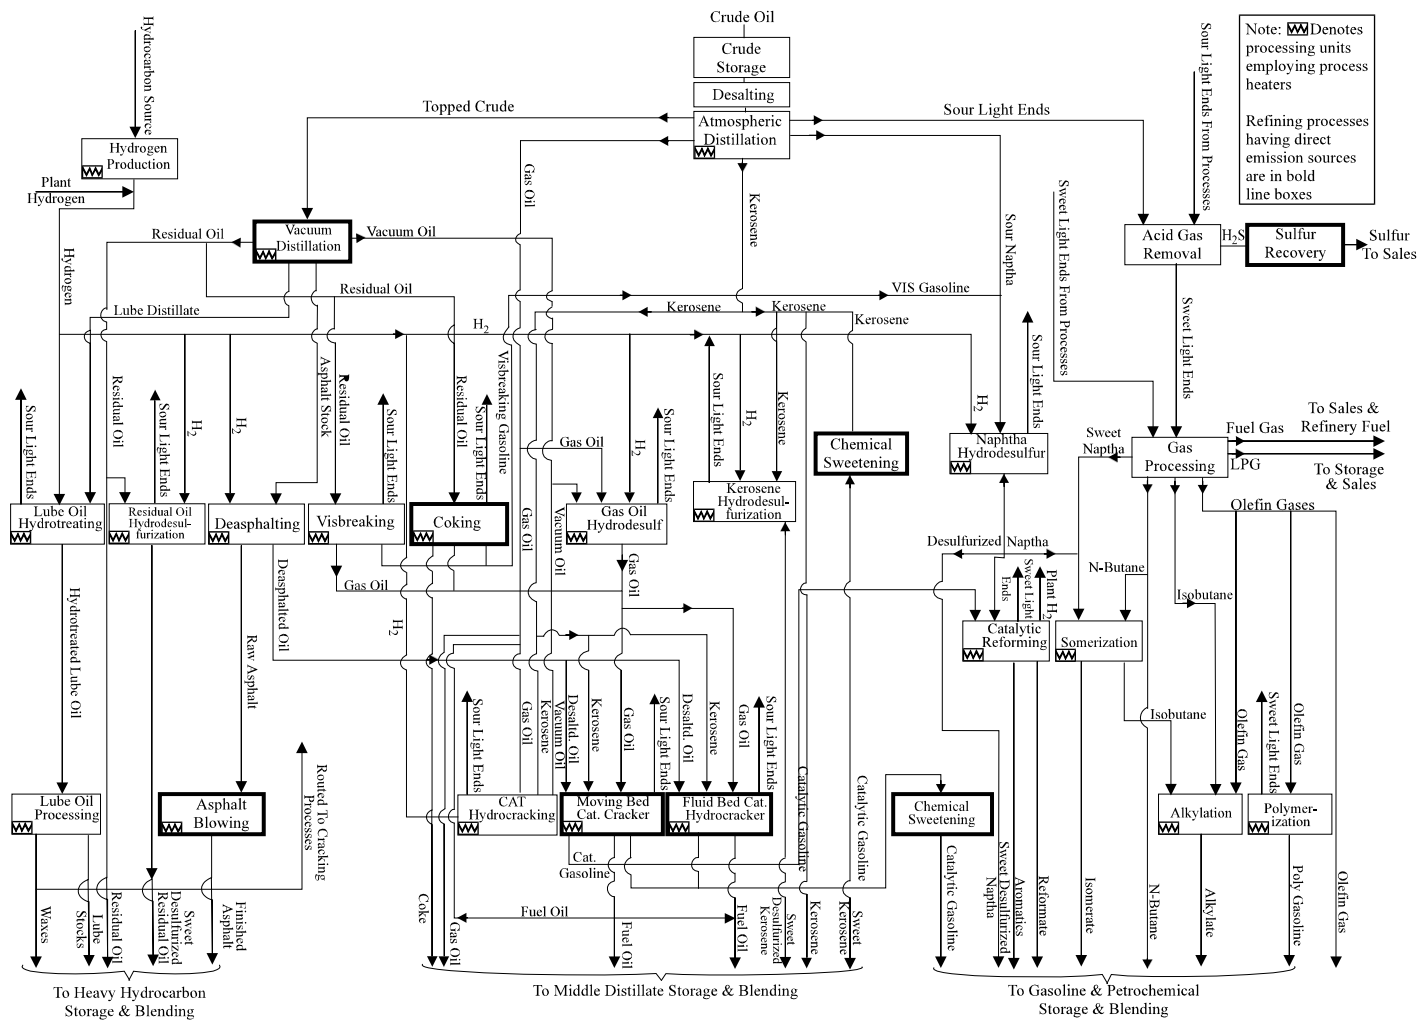 Crude Oil
Crude
Storage
Desalting
Atmospheric
Distillation
Note: Denotes
processing units
employing process
heaters
Refining processes
having direct
emission sources
are in bold
line boxes
Hydrocarbon Source
Topped Crude
Sour Light Ends
Sour Light Ends From Processes
Hydrogen
Production
Plant
Hydrogen
Gas Oil
Kerosene
Sour Naptha
Sweet Light Ends From Processes
Vacuum
Distillation
Residual Oil
Vacuum Oil
Acid Gas
Removal
H2S
Sulfur
Recovery
Sulfur
To Sales
Hydrogen
Residual Oil
VIS Gasoline
Lube Distillate
Kerosene
Kerosene
Kerosene
H2
Sweet Light Ends
Sour Light Ends
Residual Oil
Sour Light Ends
H2
H2
Asphalt Stock
Residual Oil
Sour Light Ends
Residual Oil
Sour Light Ends
Visbreaking Gasoline
Gas Oil
H2
Sour Light Ends
Sour Light Ends
H2
Kerosene
H2
Sour Light Ends
Chemical
Sweetening
Naphtha
Hydrodesulfur
Sweet
Naptha
Gas
Processing
Fuel Gas
LPG
To Sales &
Refinery Fuel
To Storage
& Sales
Lube Oil
Hydrotreating
Residual Oil
Hydrodesul-
furization
Deasphalting
Visbreaking
Coking
Gas Oil
Hydrodesulf
Kerosene
Hydrodesul-
furization
Olefin Gases
Gas Oil
Vacuum Oil
Gas Oil
Gas Oil
Desulfurized Naptha
N-Butane
Isobutane
Sweet Light
Ends
Plant H2
Hydrotreated Lube Oil
Raw Asphalt
Deasphalted Oil
H2
Catalytic
Reforming
Somerization
Sour Light Ends
Gas Oil
Kerosene
Vacuum Oil
Desaltd. Oil
Kerosene
Gas Oil
Sour Light Ends
Desaltd. Oil
Kerosene
Gas Oil
Sour Light Ends
Catalytic Gasoline
Catalytic Gasoline
Isobutane
Olefin Gas
Sweet Light Ends
Olefin Gas
Routed To Cracking
Processes
Lube Oil
Processing
Asphalt
Blowing
CAT
Hydrocracking
Moving Bed
Cat. Cracker
Fluid Bed Cat.
Hydrocracker
Chemical
Sweetening
Alkylation
Polymer-
ization
Cat.
Gasoline
Fuel Oil
Waxes
Lube
Stocks
Residual Oil
Sweet
Desulfurized
Residual Oil
Finished
Asphalt
Coke
Gas Oil
Fuel Oil
Fuel Oil
Sweet
Desulfurized
Kerosene
Kerosene
Sweet
Kerosene
Catalytic Gasoline
Sweet Desulfurized
Naptha
Aromatics
Reformate
Isomerate
N-Butane
Alkylate
Poly Gasoline
Olefin Gas
To Heavy Hydrocarbon
Storage & Blending
To Middle Distillate Storage & Blending
To Gasoline & Petrochemical
Storage & Blending